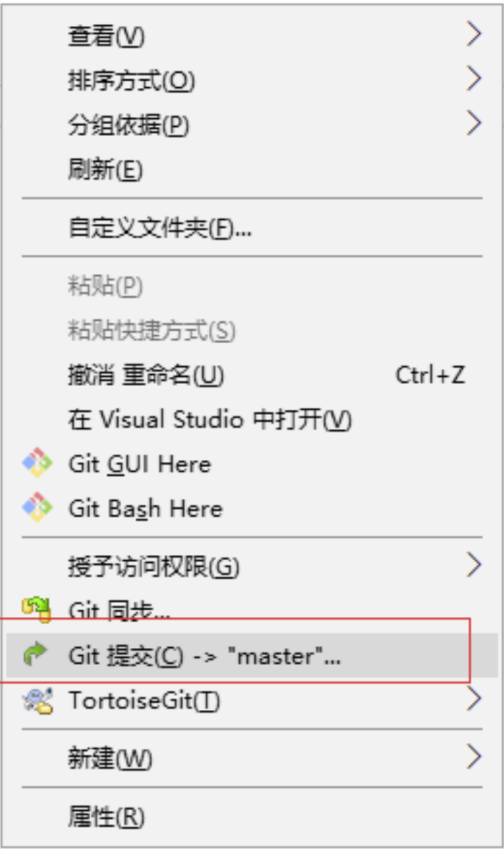 查看(V)
排序方式(O)
分组依据(P)
刷新(E)
自定义文件夹(F)...
粘贴(P)
粘贴快捷方式(S)
撤消 重命名(U) Ctrl+Z
在 Visual Studio 中打开(V)
Git GUI Here
Git Bash Here
授予访问权限(G)
Git 同步...
Git 提交(C) -> "master"...
TortoiseGit(T)
新建(W)
属性(R)